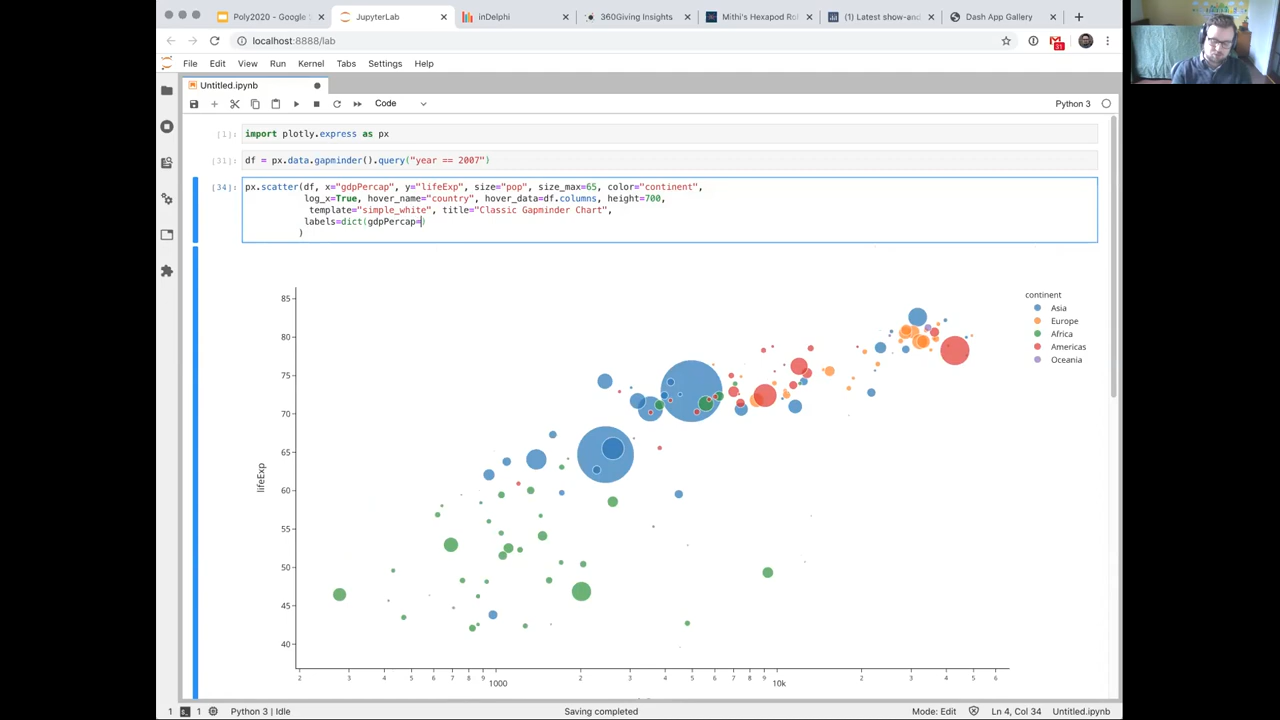 Poly2020 - Google
JupyterLab
inDelphi
360Giving Insights
Mithi's Hexapod Ro
(1) Latest show-and
Dash App Gallery
localhost:8888/lab
31
File Edit View Run Kernel Tabs Settings Help
Untitled.ipynb
Code
Python 3
[1]: import plotly.express as px
[31]: df = px.data.gapminder().query("year == 2007")
[34]: px.scatter(df, x="gdpPercap", y="lifeExp", size="pop", size_max=65, color="continent",
log_x=True, hover_name="country", hover_data=df.columns, height=700,
template="simple_white", title="Classic Gapminder Chart",
labels=dict(gdpPercap=)
)
continent
Asia
Europe
Africa
Americas
Oceania
lifeExp
85
80
75
70
65
60
55
50
45
40
2 3 4 5 6 7 8 9 1000 2 3 4 5 6 7 8 9 10k 2 3 4 5 6
1 1 Python 3 | Idle Saving completed Mode: Edit Ln 4, Col 34 Untitled.ipynb